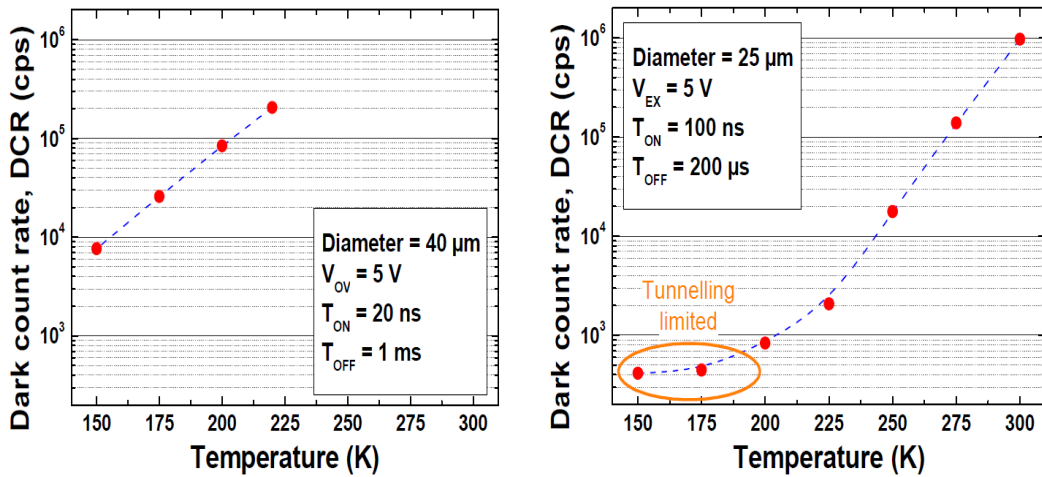 Dark count rate, DCR (cps)
10⁶
10⁵
10⁴
10³
Diameter = 40 µm
V_OV = 5 V
T_ON = 20 ns
T_OFF = 1 ms
150 175 200 225 250 275 300
Temperature (K)
Dark count rate, DCR (cps)
10⁶
10⁵
10⁴
10³
Diameter = 25 µm
V_EX = 5 V
T_ON = 100 ns
T_OFF = 200 µs
Tunnelling
limited
150 175 200 225 250 275 300
Temperature (K)